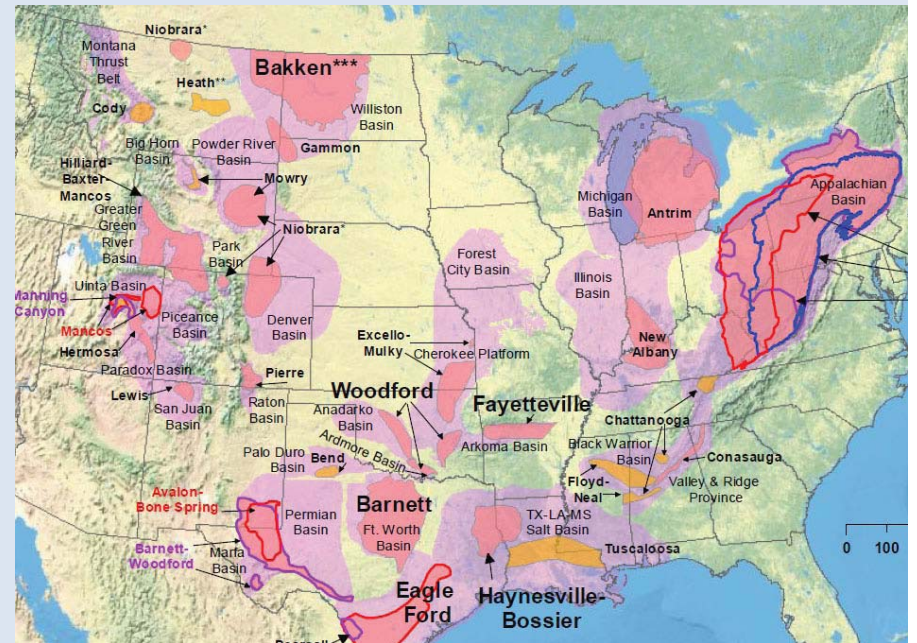 Niobrara*
Montana
Thrust
Belt
Bakken***
Heath**
Cody
Williston
Basin
Big Horn
Basin
Powder River
Basin
Gammon
Hilliard-
Baxter-
Mancos
Mowry
Greater
Green
River
Basin
Niobrara*
Park
Basin
Uinta Basin
Manning
Canyon
Mancos
Piceance
Basin
Denver
Basin
Hermosa
Paradox Basin
Lewis
San Juan
Basin
Pierre
Raton
Basin
Forest
City Basin
Excello-
Mulky
Cherokee Platform
Woodford
Anadarko
Basin
Ardmore Basin
Arkoma Basin
Fayetteville
Michigan
Basin
Antrim
Illinois
Basin
New
Albany
Appalachian
Basin
Chattanooga
Black Warrior
Basin
Conasauga
Floyd-
Neal
Valley & Ridge
Province
Palo Duro
Basin
Bend
Avalon-
Bone Spring
Permian
Basin
Barnett
Ft. Worth
Basin
Barnett-
Woodford
Marfa
Basin
TX-LA-MS
Salt Basin
Tuscaloosa
Eagle
Ford
Haynesville-
Bossier
0 100